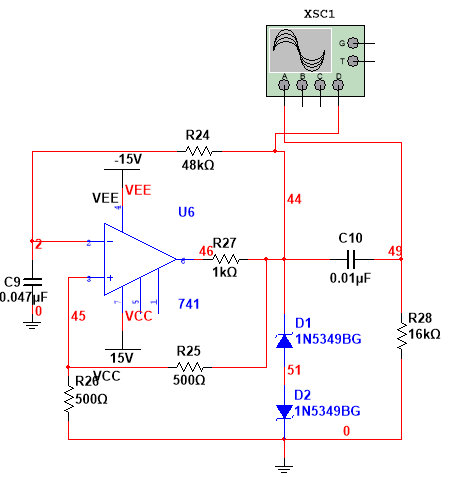 XSC1
G
T
A B C D
R24
48kΩ
-15V
VEE
VEE
4
U6
44
2
2
46
R27
1kΩ
C10
49
6
0.01µF
C9
0.047µF
3
741
0
45
7
5
1
VCC
D1
1N5349BG
R28
16kΩ
15V
VCC
R25
500Ω
51
R26
500Ω
D2
1N5349BG
0